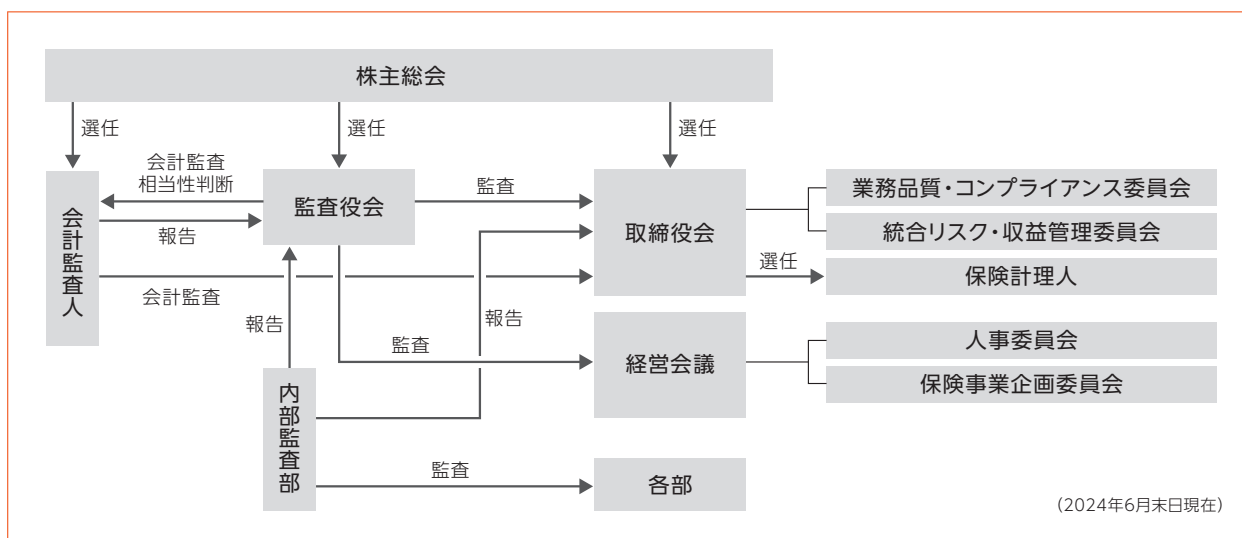 株主総会
選任
選任
選任
会計監査
相当性判断
報告
会計監査
会計監査人
監査役会
監査
取締役会
業務品質・コンプライアンス委員会
統合リスク・収益管理委員会
選任
保険計理人
報告
報告
監査
経営会議
人事委員会
保険事業企画委員会
内部監査部
監査
各部
（2024年6月末日現在）